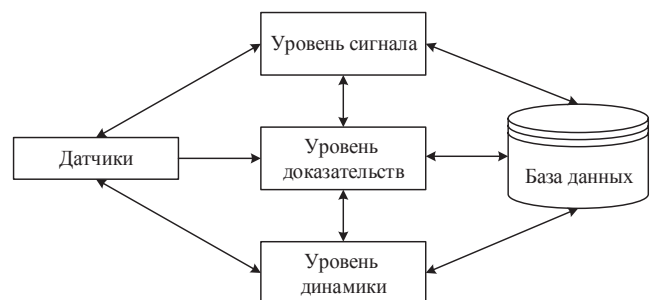 Уровень сигнала
Датчики
Уровень
доказательств
База данных
Уровень
динамики